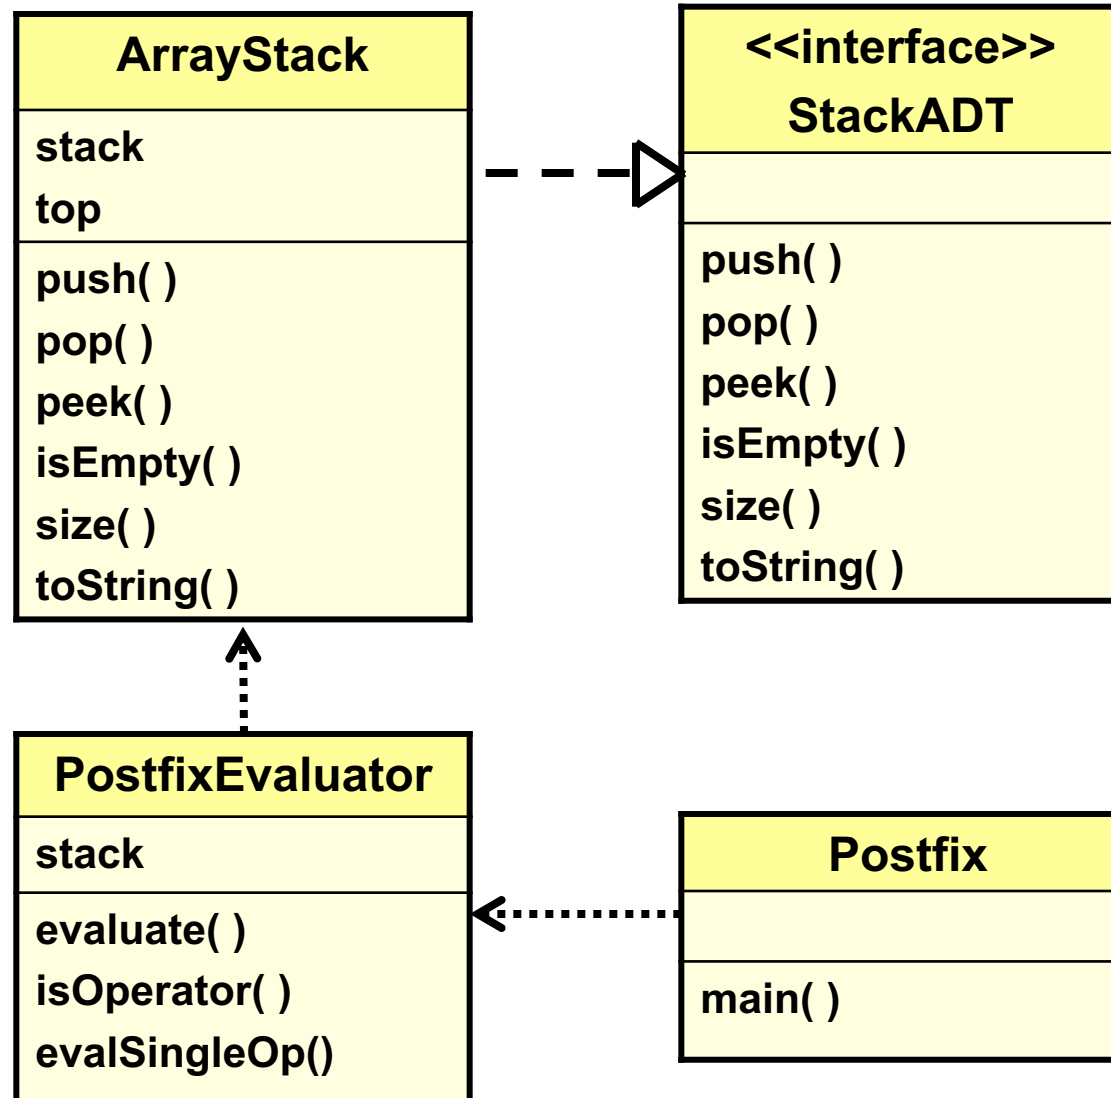 ArrayStack
stack
top
push( )
pop( )
peek( )
isEmpty( )
size( )
toString( )
<<interface>>
StackADT
push( )
pop( )
peek( )
isEmpty( )
size( )
toString( )
PostfixEvaluator
stack
evaluate( )
isOperator( )
evalSingleOp()
Postfix
main( )